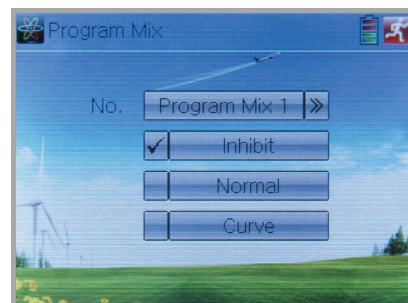 Program Mix
No. Program Mix 1 »
Inhibit
Normal
Curve